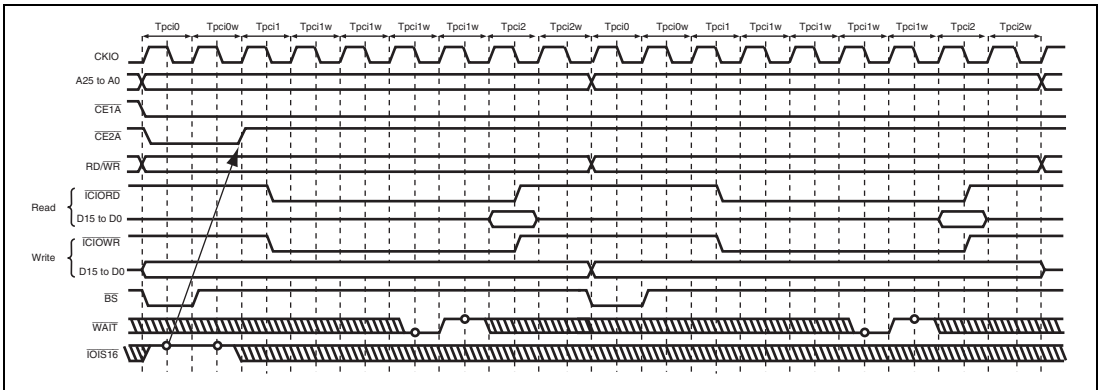 Tpci0 Tpci0w Tpci1 Tpci1w Tpci1w Tpci1w Tpci1w Tpci2 Tpci2w Tpci0 Tpci0w Tpci1 Tpci1w Tpci1w Tpci1w Tpci1w Tpci2 Tpci2w
CKIO
A25 to A0
CE1A
CE2A
RD/WR
ICIORD
Read
D15 to D0
ICIOWR
Write
D15 to D0
BS
WAIT
IOIS16